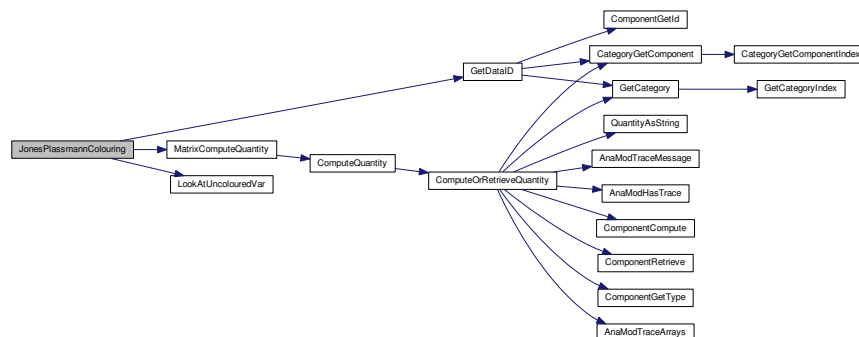 ComponentGetId
CategoryGetComponent
CategoryGetComponentIndex
GetDataID
GetCategory
GetCategoryIndex
QuantityAsString
JonesPlassmannColouring
MatrixComputeQuantity
ComputeQuantity
AnaModTraceMessage
LookAtUncolouredVar
ComputeOrRetrieveQuantity
AnaModHasTrace
ComponentCompute
ComponentRetrieve
ComponentGetType
AnaModTraceArrays